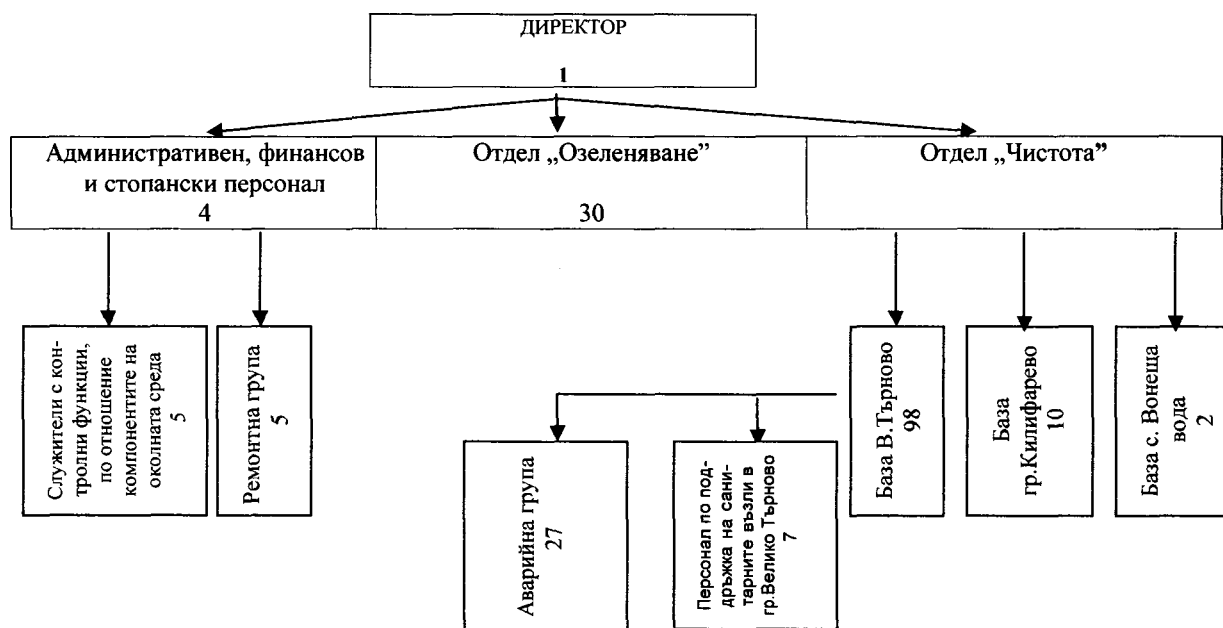 ДИРЕКТОР
1
Административен, финансов
и стопански персонал
4
Отдел „Озеленяване”
30
Отдел „Чистота”
Служители с кон-
тролни функции,
по отношение
компонентите на
околната среда
5
Ремонтна група
5
Аварийна група
27
Персонал по под-
дръжка на сани-
тарните възли в
гр.Велико Търново
7
База В.Търново
98
База
гр.Килифарево
10
База с. Вонеща
вода
2